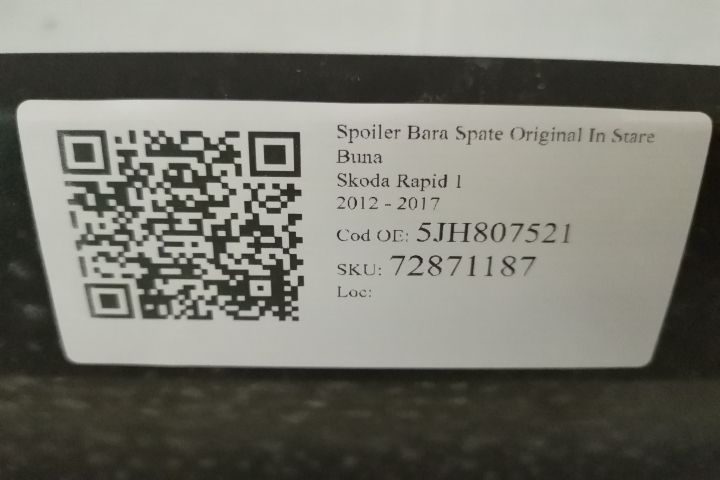 Spoiler Bara Spate Original In Stare
Buna
Skoda Rapid 1
2012 - 2017
Cod OE: 5JH807521
SKU: 72871187
Loc: